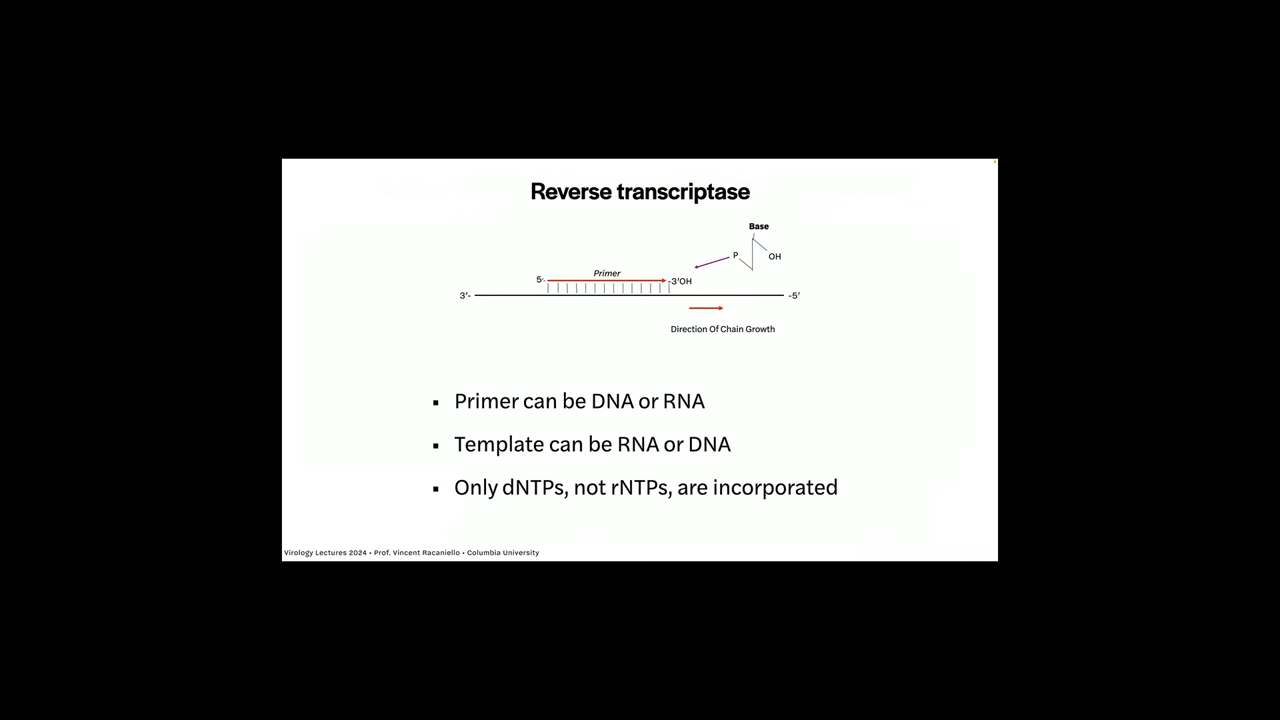 Reverse transcriptase
Base
P
OH
Primer
5-
-3'OH
3'-
-5'
Direction Of Chain Growth
▪ Primer can be DNA or RNA
▪ Template can be RNA or DNA
▪ Only dNTPs, not rNTPs, are incorporated
Virology Lectures 2024 • Prof. Vincent Racaniello • Columbia University